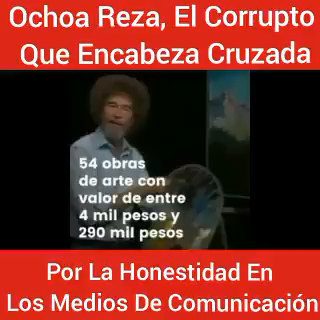 Ochoa Reza, El Corrupto
Que Encabeza Cruzada
54 obras
de arte con
valor de entre
4 mil pesos y
290 mil pesos
Por La Honestidad En
Los Medios De Comunicación